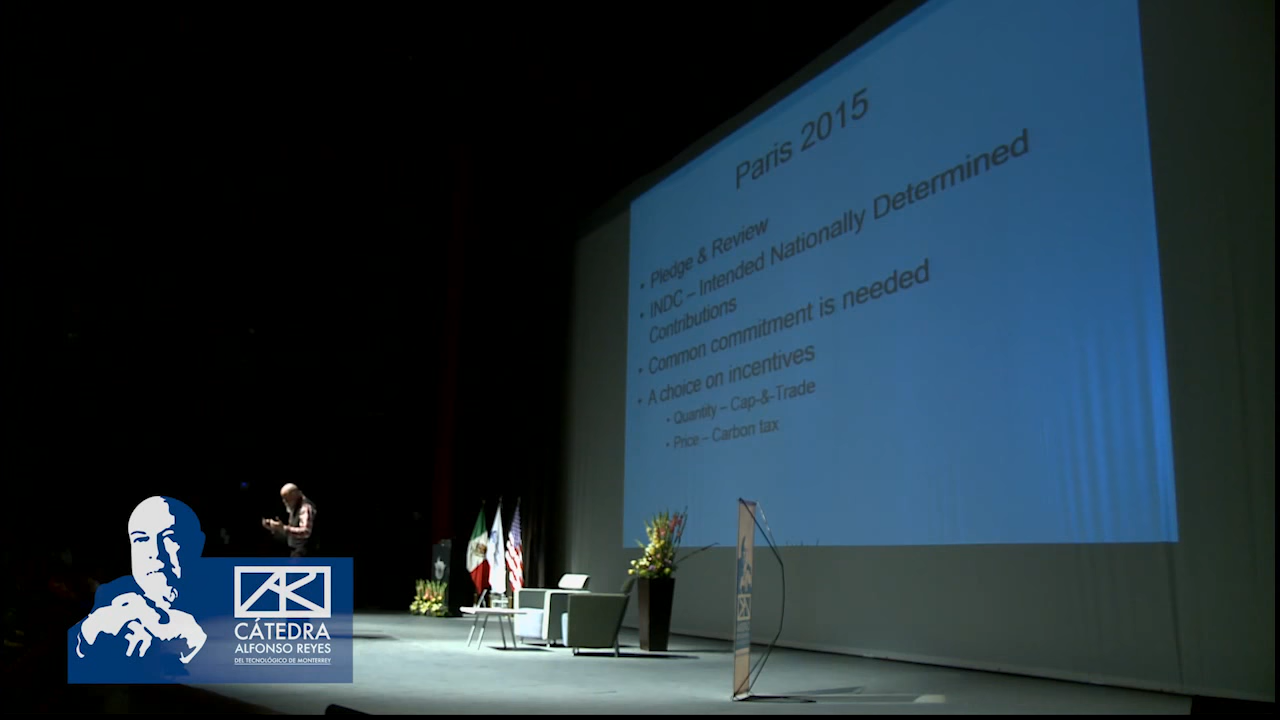 Paris 2015
• Pledge & Review
• INDC – Intended Nationally Determined
Contributions
• Common commitment is needed
• A choice on incentives
• Quantity – Cap-&-Trade
• Price – Carbon tax
AK
CÁTEDRA
ALFONSO REYES
DEL TECNOLÓGICO DE MONTERREY